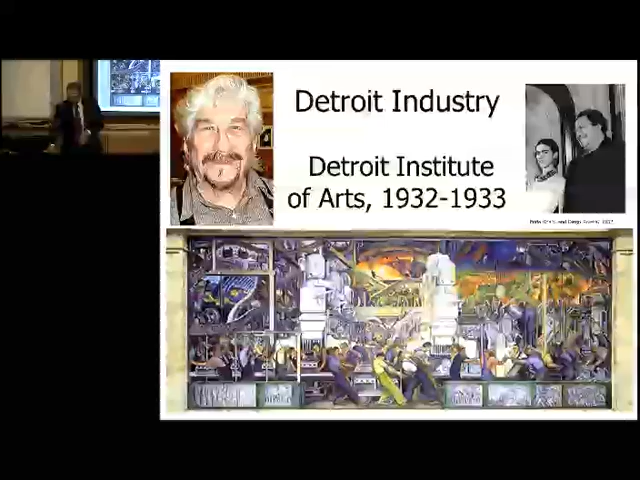 Detroit Industry
Detroit Institute
of Arts, 1932-1933